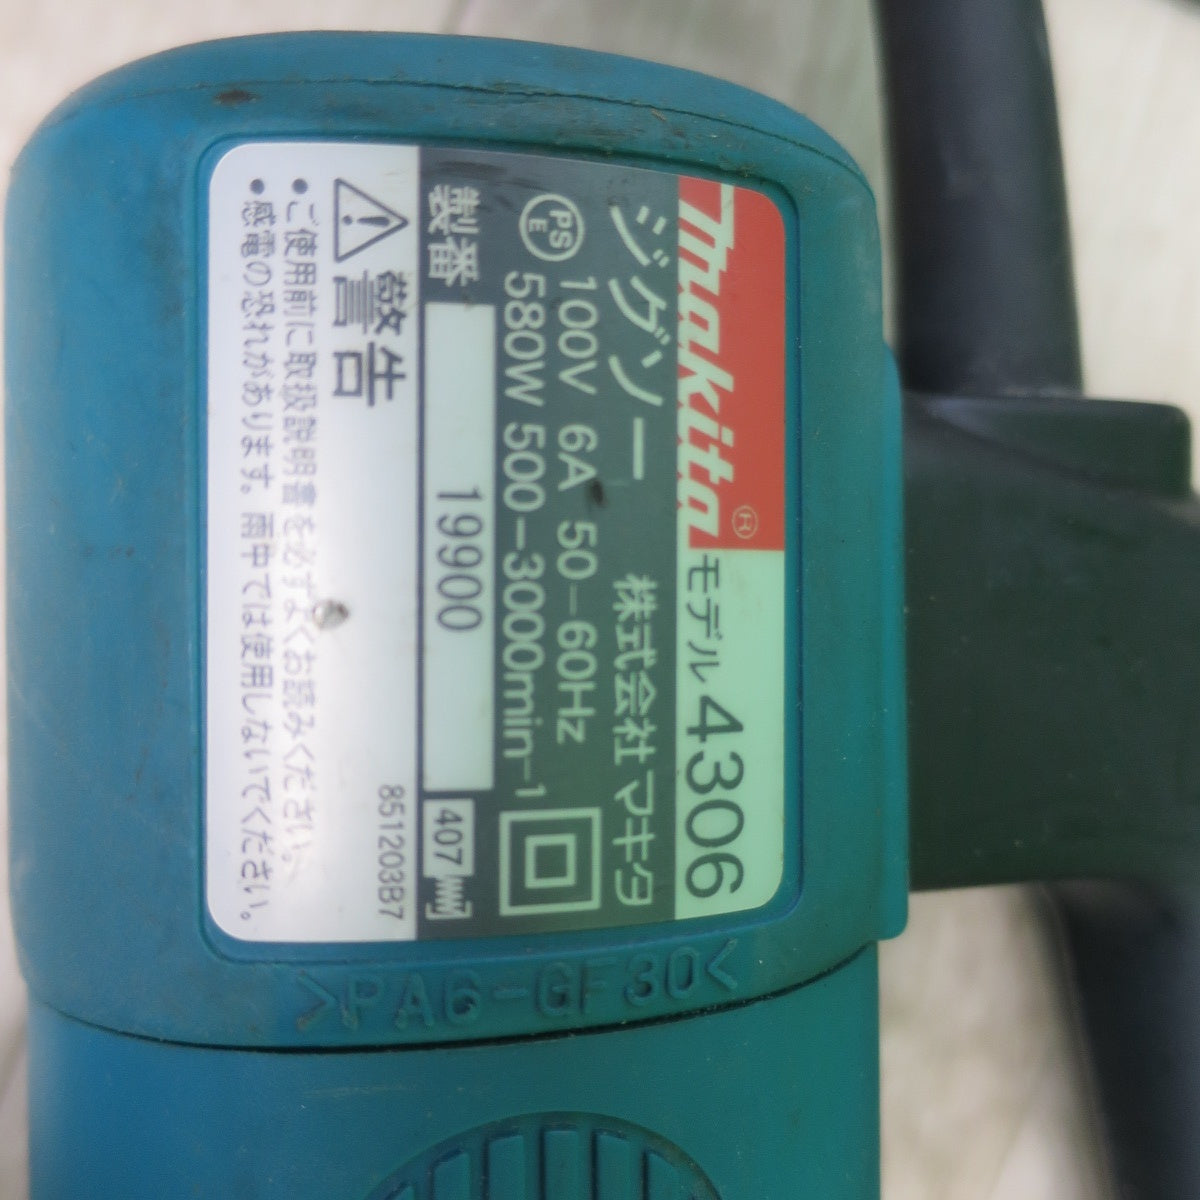 makita® モデル 4306
ジグソー 株式会社マキタ
100V 6A 50-60Hz
PS
E
580W 500-3000min-1
製番 19900 407
警告 851203B7
• ご使用前に取扱説明書を必ずよくお読みください。
• 感電の恐れがあります。雨中では使用しないでください。
>PA6-GF30<